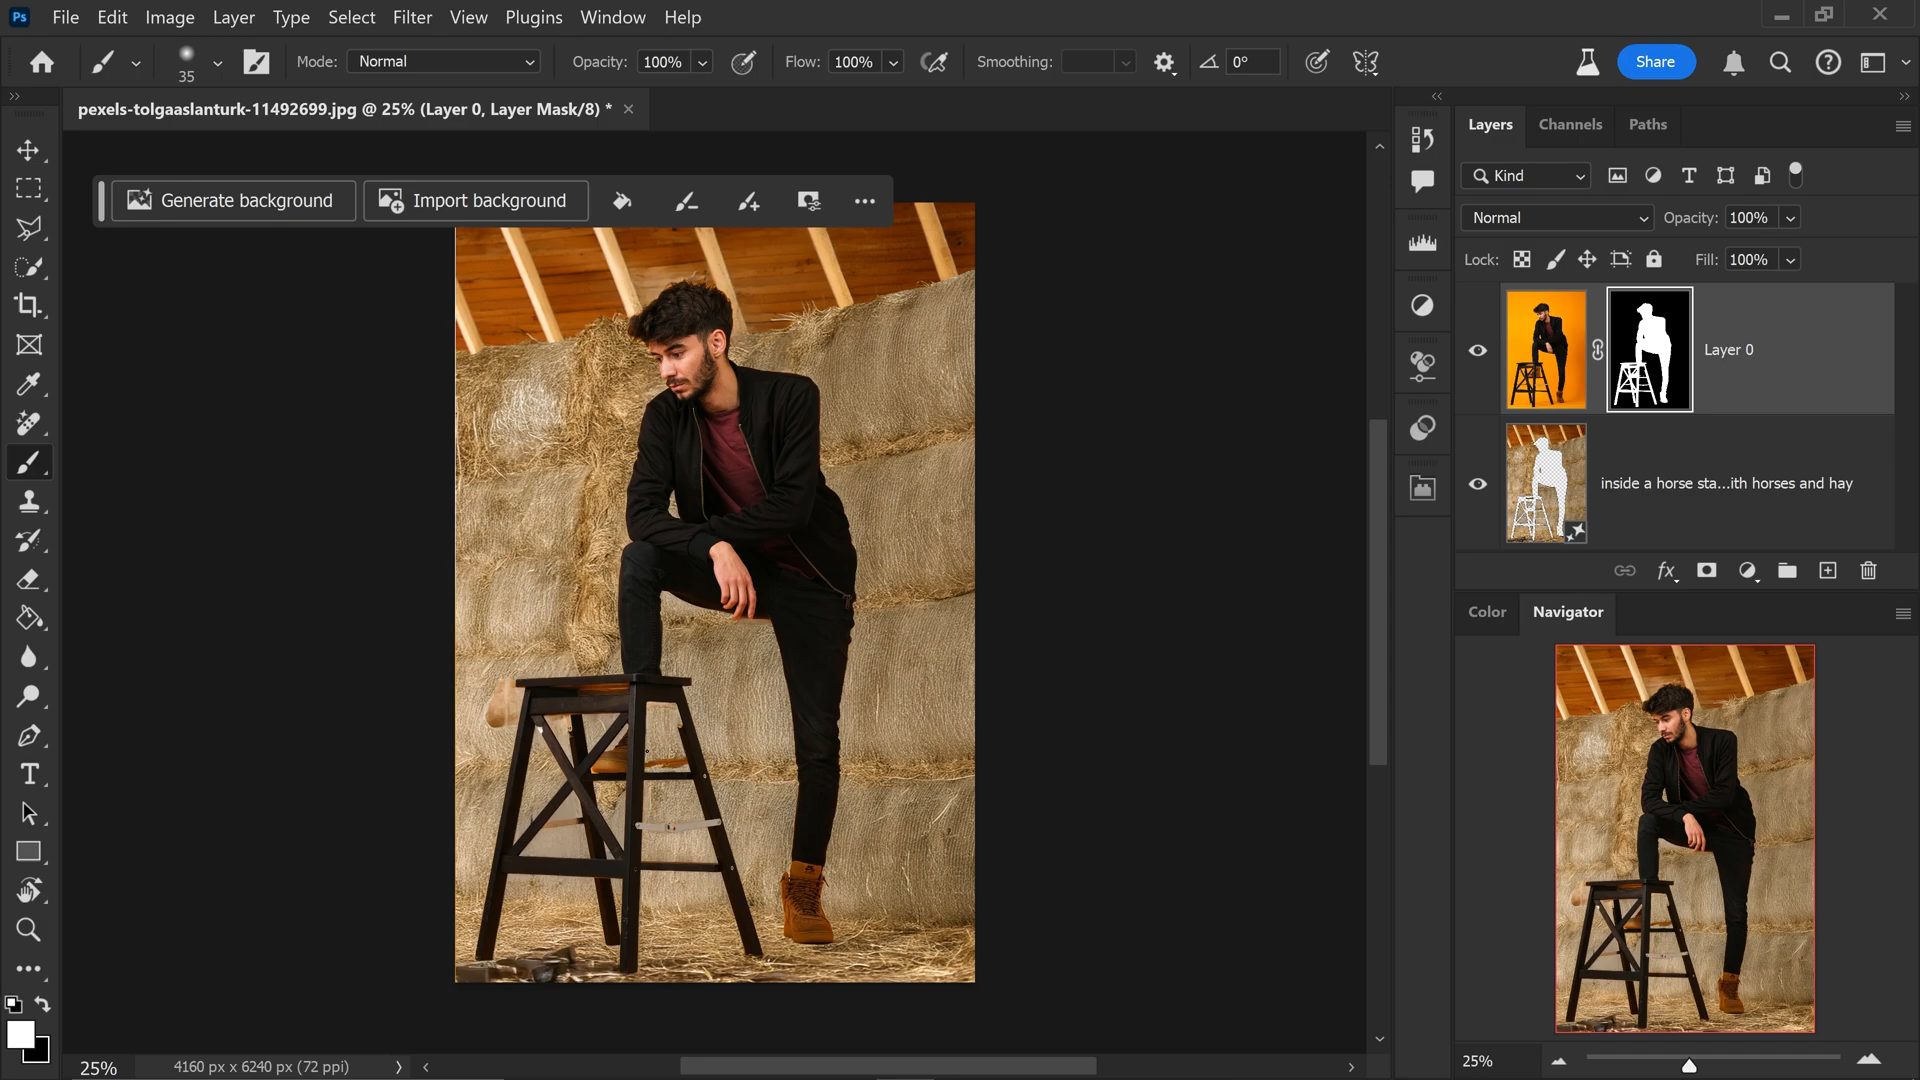 Ps File Edit Image Layer Type Select Filter View Plugins Window Help
35 Mode: Normal Opacity: 100% Flow: 100% Smoothing: 0° Share
pexels-tolgaaslanturk-11492699.jpg @ 25% (Layer 0, Layer Mask/8) *
Layers Channels Paths
Generate background Import background
Kind
Normal Opacity: 100%
Lock: Fill: 100%
Layer 0
inside a horse sta...ith horses and hay
fx
Color Navigator
25% 4160 px x 6240 px (72 ppi)
25%